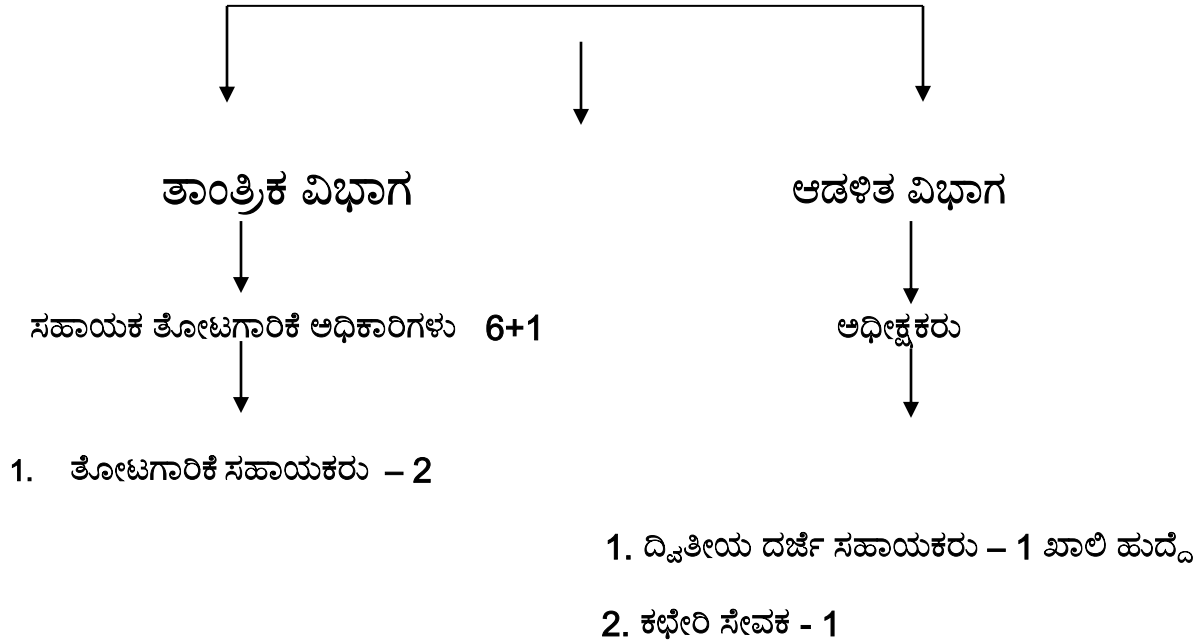 ತಾಂತ್ರಿಕ ವಿಭಾಗ
ಆಡಳಿತ ವಿಭಾಗ
ಸಹಾಯಕ ತೋಟಗಾರಿಕೆ ಅಧಿಕಾರಿಗಳು 6+1
ಅಧೀಕ್ಷಕರು
1. ತೋಟಗಾರಿಕೆ ಸಹಾಯಕರು – 2
1. ದ್ವಿತೀಯ ದರ್ಜೆ ಸಹಾಯಕರು – 1 ಖಾಲಿ ಹುದ್ದೆ
2. ಕಛೇರಿ ಸೇವಕ - 1